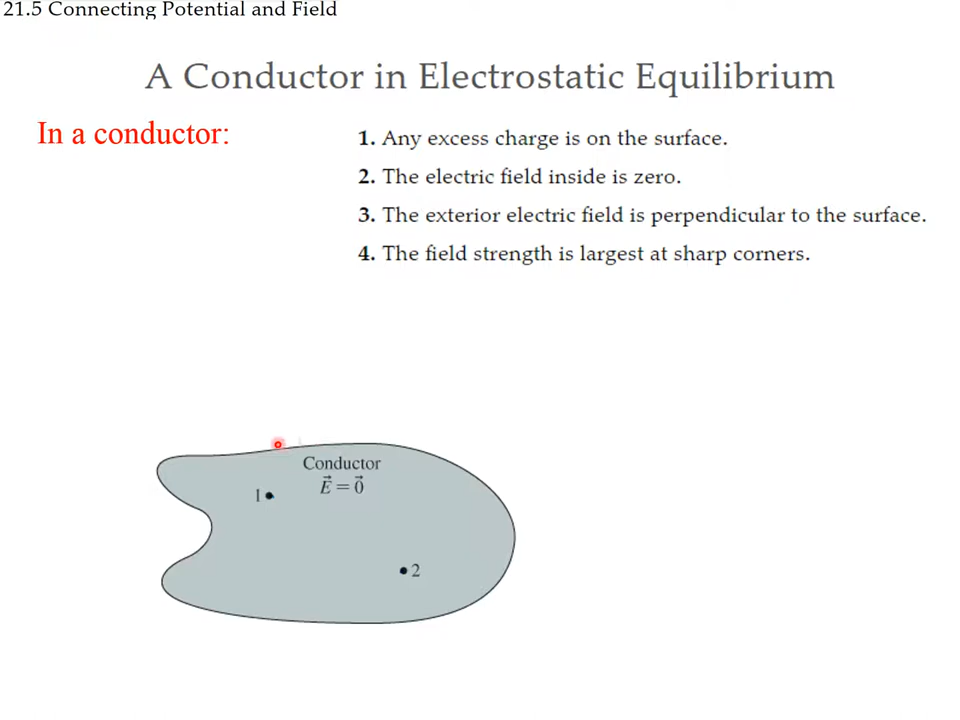 21.5 Connecting Potential and Field
A Conductor in Electrostatic Equilibrium
In a conductor:
1. Any excess charge is on the surface.
2. The electric field inside is zero.
3. The exterior electric field is perpendicular to the surface.
4. The field strength is largest at sharp corners.
Conductor
E⃗ = 0⃗
1
2